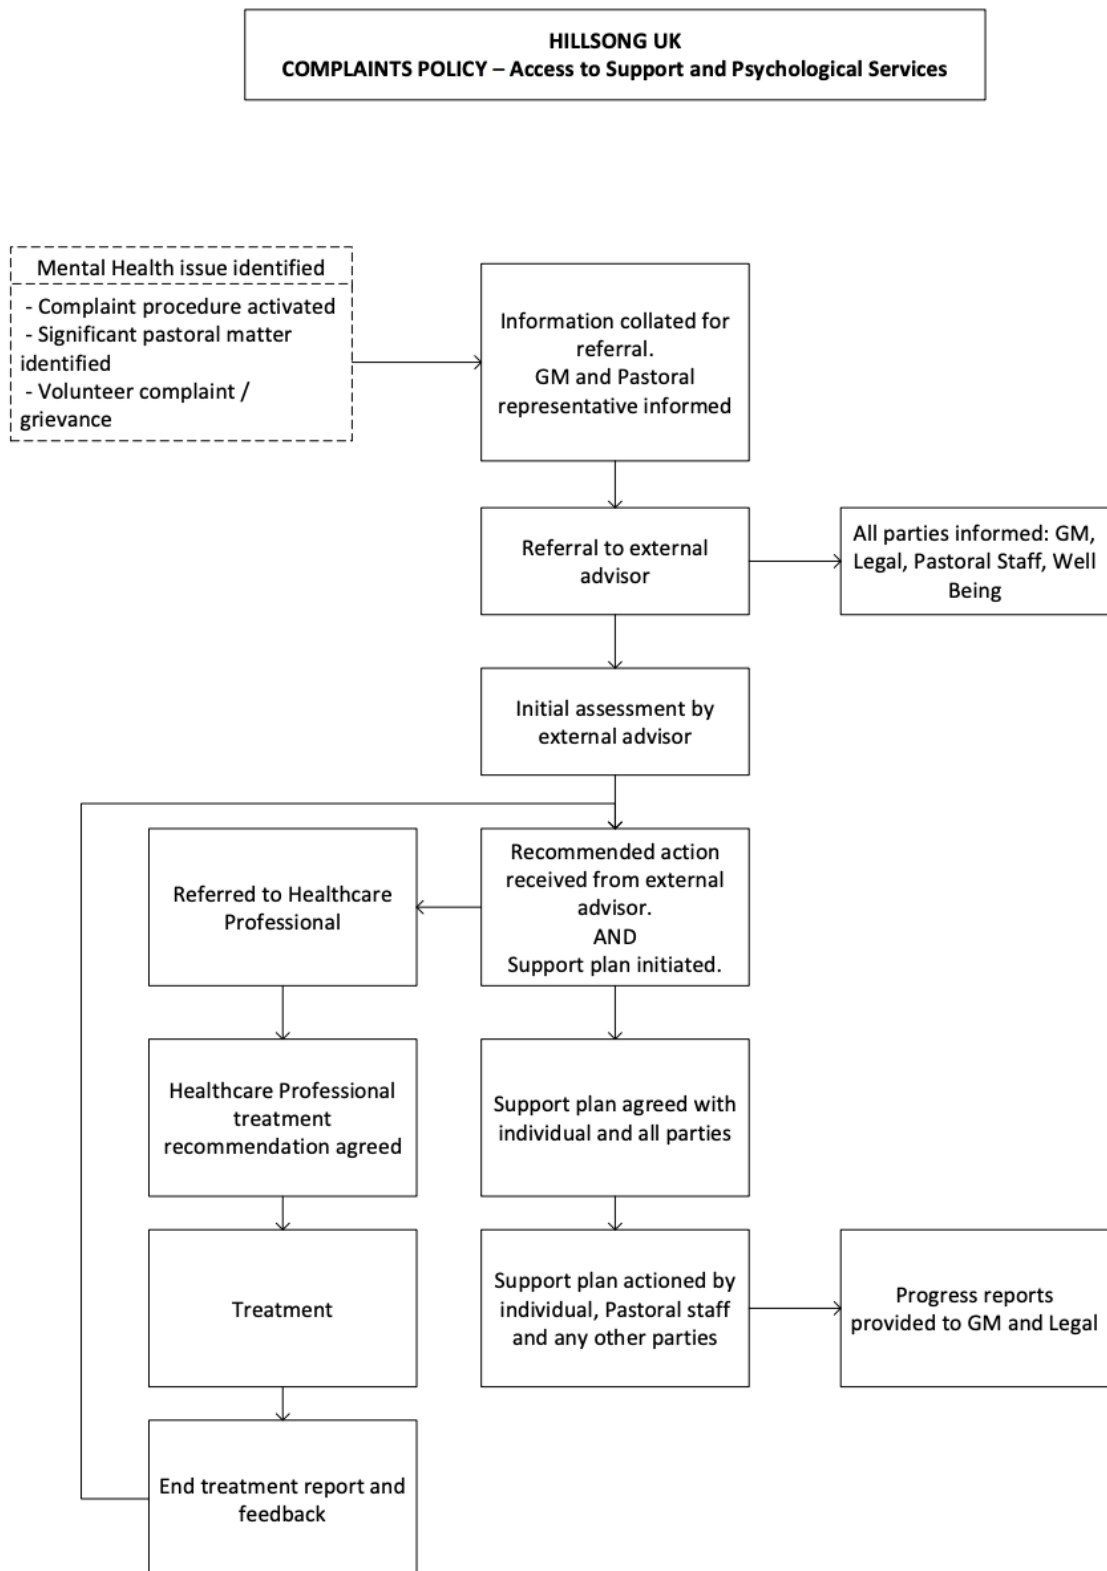 HILLSONG UK
COMPLAINTS POLICY – Access to Support and Psychological Services
Mental Health issue identified
- Complaint procedure activated
- Significant pastoral matter
identified
- Volunteer complaint /
grievance
Information collated for
referral.
GM and Pastoral
representative informed
Referral to external
advisor
All parties informed: GM,
Legal, Pastoral Staff, Well
Being
Initial assessment by
external advisor
Recommended action
received from external
advisor.
AND
Support plan initiated.
Referred to Healthcare
Professional
Healthcare Professional
treatment
recommendation agreed
Support plan agreed with
individual and all parties
Treatment
Support plan actioned by
individual, Pastoral staff
and any other parties
Progress reports
provided to GM and Legal
End treatment report and
feedback